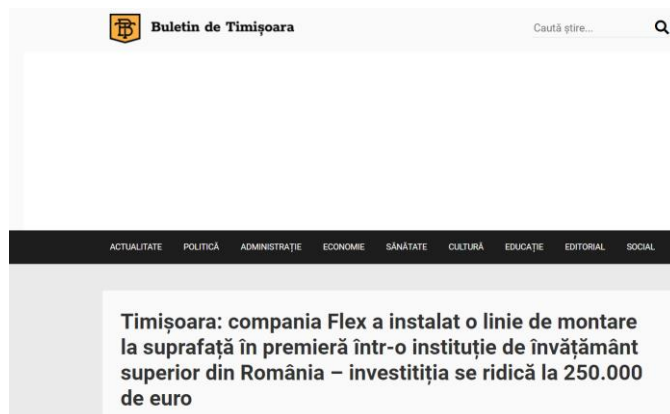 Buletin de Timișoara
Caută știre...
ACTUALITATE POLITICĂ ADMINISTRAȚIE ECONOMIE SĂNĂTATE CULTURĂ EDUCAȚIE EDITORIAL SOCIAL
Timișoara: compania Flex a instalat o linie de montare
la suprafață în premieră într-o instituție de învățământ
superior din România – investitiția se ridică la 250.000
de euro